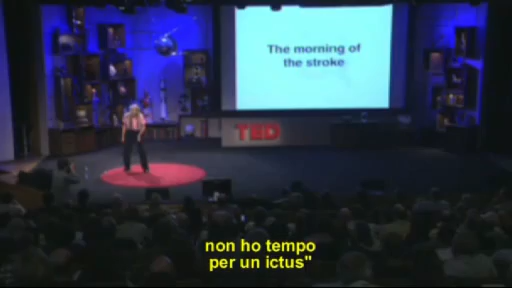 The morning of
the stroke
TED
non ho tempo
per un ictus"